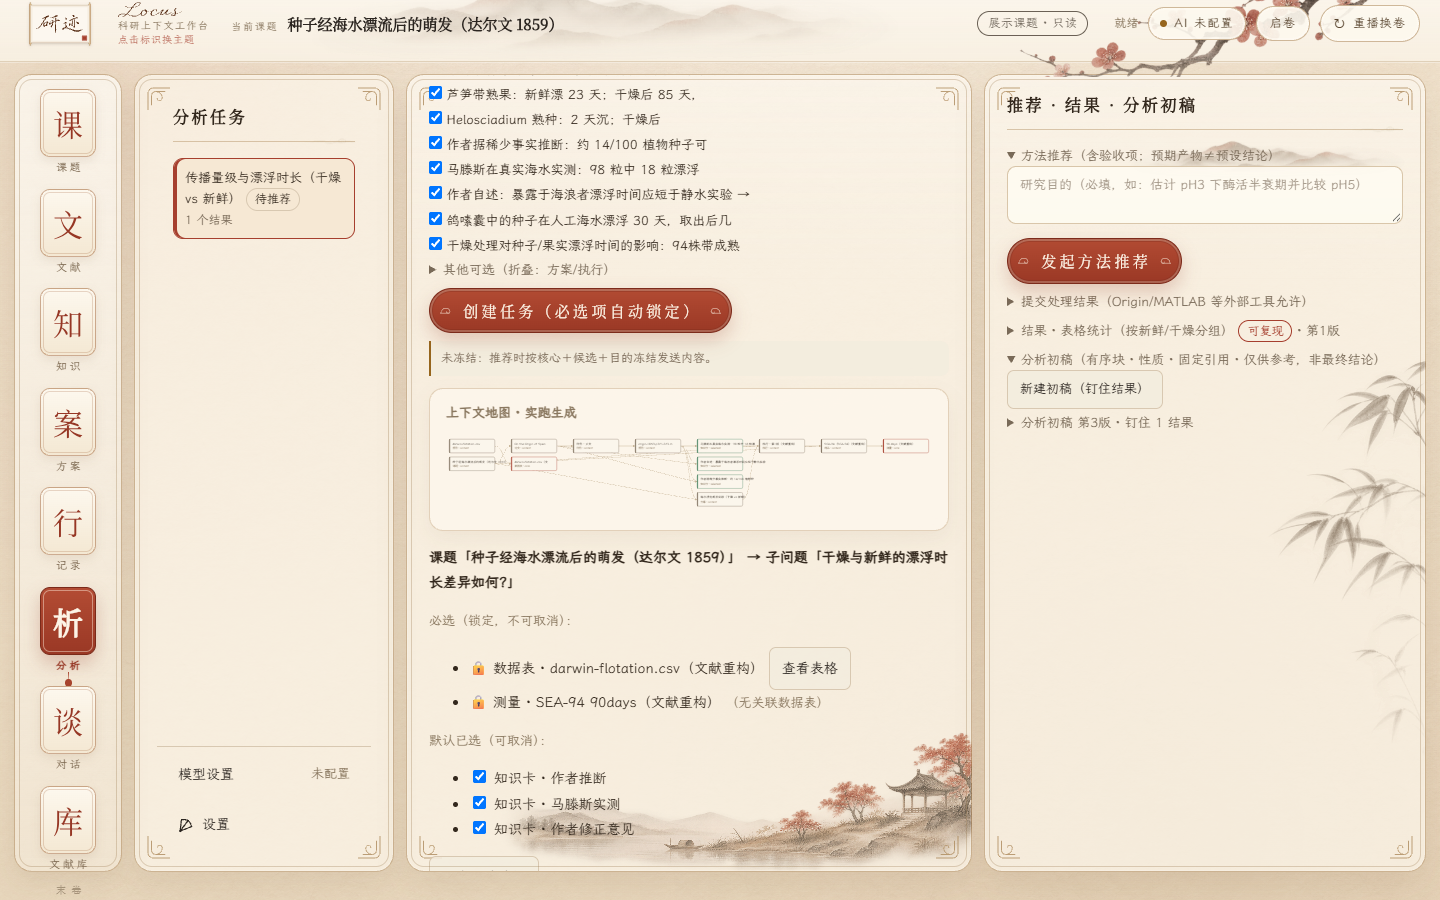 研迹
Locus
科研上下文工作台
点击标识换主题
当前课题 种子经海水漂流后的萌发（达尔文 1859）
展示课题・只读
就绪
AI 未配置
启卷
↻ 重播换卷
课
课题
文
文献
知
知识
案
方案
行
记录
析
分析
谈
对话
库
文献库
末卷
分析任务
传播量级与漂浮时长（干燥
vs 新鲜） 待推荐
1 个结果
模型设置 未配置
设置
芦笋带熟果：新鲜漂 23 天；干燥后 85 天，
Helosciadium 熟种：2 天沉；干燥后
作者据稀少事实推断：约 14/100 植物种子可
马滕斯在真实海水实测：98 粒中 18 粒漂浮
作者自述：暴露于海浪者漂浮时间应短于静水实验 →
鸽嗉囊中的种子在人工海水漂浮 30 天，取出后几
干燥处理对种子/果实漂浮时间的影响：94株带成熟
▶ 其他可选（折叠：方案/执行）
创建任务（必选项自动锁定）
未冻结：推荐时按核心＋候选＋目的冻结发送内容。
上下文地图・实跑生成
课题「种子经海水漂流后的萌发（达尔文 1859）」 → 子问题「干燥与新鲜的漂浮时
长差异如何？」
必选（锁定，不可取消）：
• 🔒 数据表・darwin-flotation.csv（文献重构） 查看表格
• 🔒 测量・SEA-94 90days（文献重构） （无关联数据表）
默认已选（可取消）：
• 知识卡・作者推断
• 知识卡・马滕斯实测
• 知识卡・作者修正意见
推荐 · 结果 · 分析初稿
▼ 方法推荐（含验收项；预期产物≠预设结论）
研究目的（必填，如：估计 pH3 下酶活半衰期并比较 pH5）
发起方法推荐
▶ 提交处理结果（Origin/MATLAB 等外部工具允许）
▶ 结果・表格统计（按新鲜/干燥分组） 可复现 ・第1版
▼ 分析初稿（有序块・性质・固定引用・仅供参考，非最终结论）
新建初稿（钉住结果）
▶ 分析初稿 第3版・钉住 1 结果